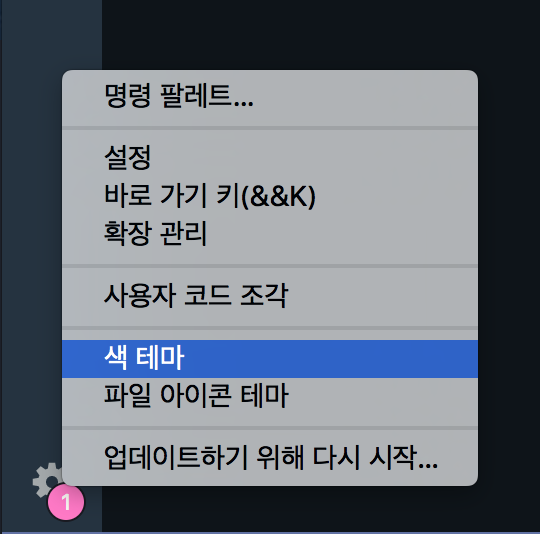 명령 팔레트...
설정
바로 가기 키(&&K)
확장 관리
사용자 코드 조각
색 테마
파일 아이콘 테마
업데이트하기 위해 다시 시작...
1